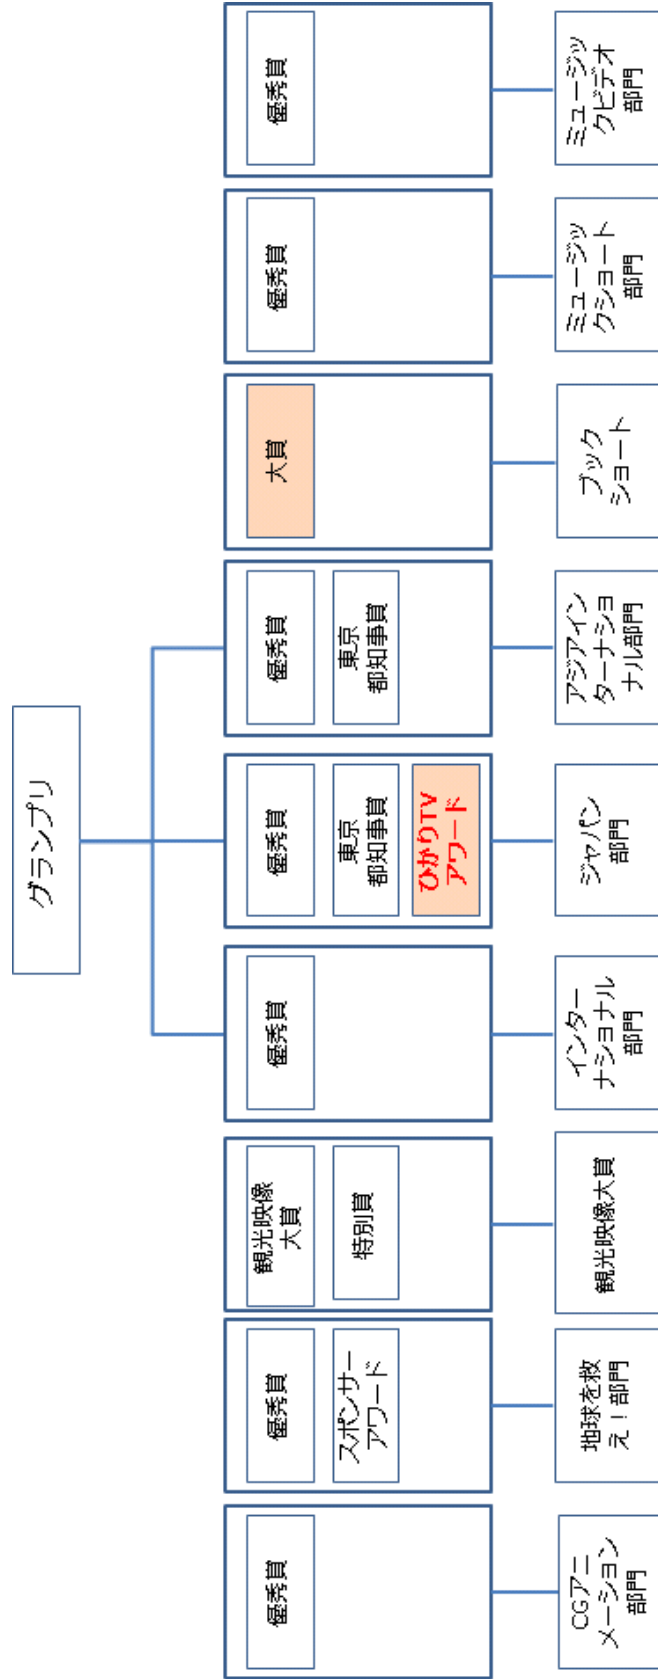 グランプリ
優秀賞
優秀賞
スポンサー
アワード
観光映像
大賞
特別賞
優秀賞
優秀賞
東京
都知事賞
ひかりTV
アワード
優秀賞
東京
都知事賞
大賞
優秀賞
優秀賞
CGアニ
メーション
部門
地球を救
え！部門
観光映像大賞
インター
ナショナル
部門
ジャパン
部門
アジアイン
ターナショ
ナル部門
ブック
ショート
ミュージッ
クショート
部門
ミュージッ
クビデオ
部門